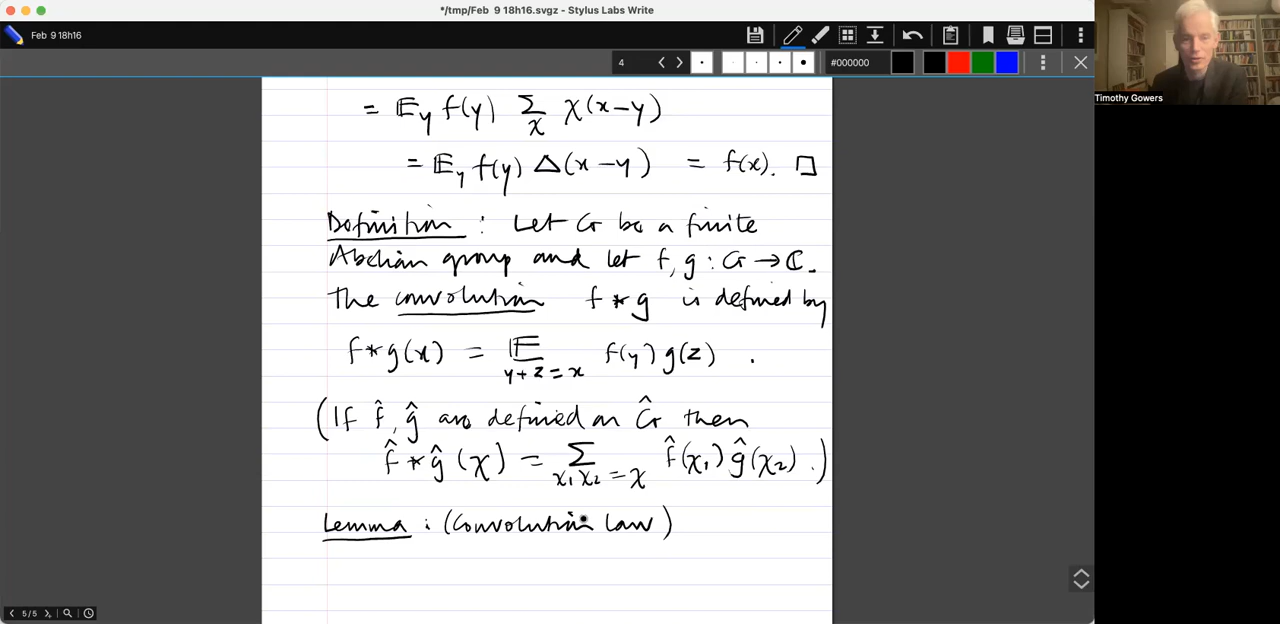 */tmp/Feb 9 18h16.svgz - Stylus Labs Write
Feb 9 18h16
4
#000000
Timothy Gowers
= 𝔼_y f(y) Σ_χ χ(x−y)
= 𝔼_y f(y) Δ(x−y) = f(x). □
Definition : Let G be a finite
Abelian group and let f, g : G → ℂ.
The convolution f * g is defined by
f*g(x) = 𝔼_{y+z=x} f(y)g(z) .
(If f̂, ĝ are defined on Ĝ then
f̂ * ĝ (χ) = Σ_{χ₁χ₂=χ} f̂(χ₁) ĝ(χ₂) .)
Lemma : (Convolution law)
5/5